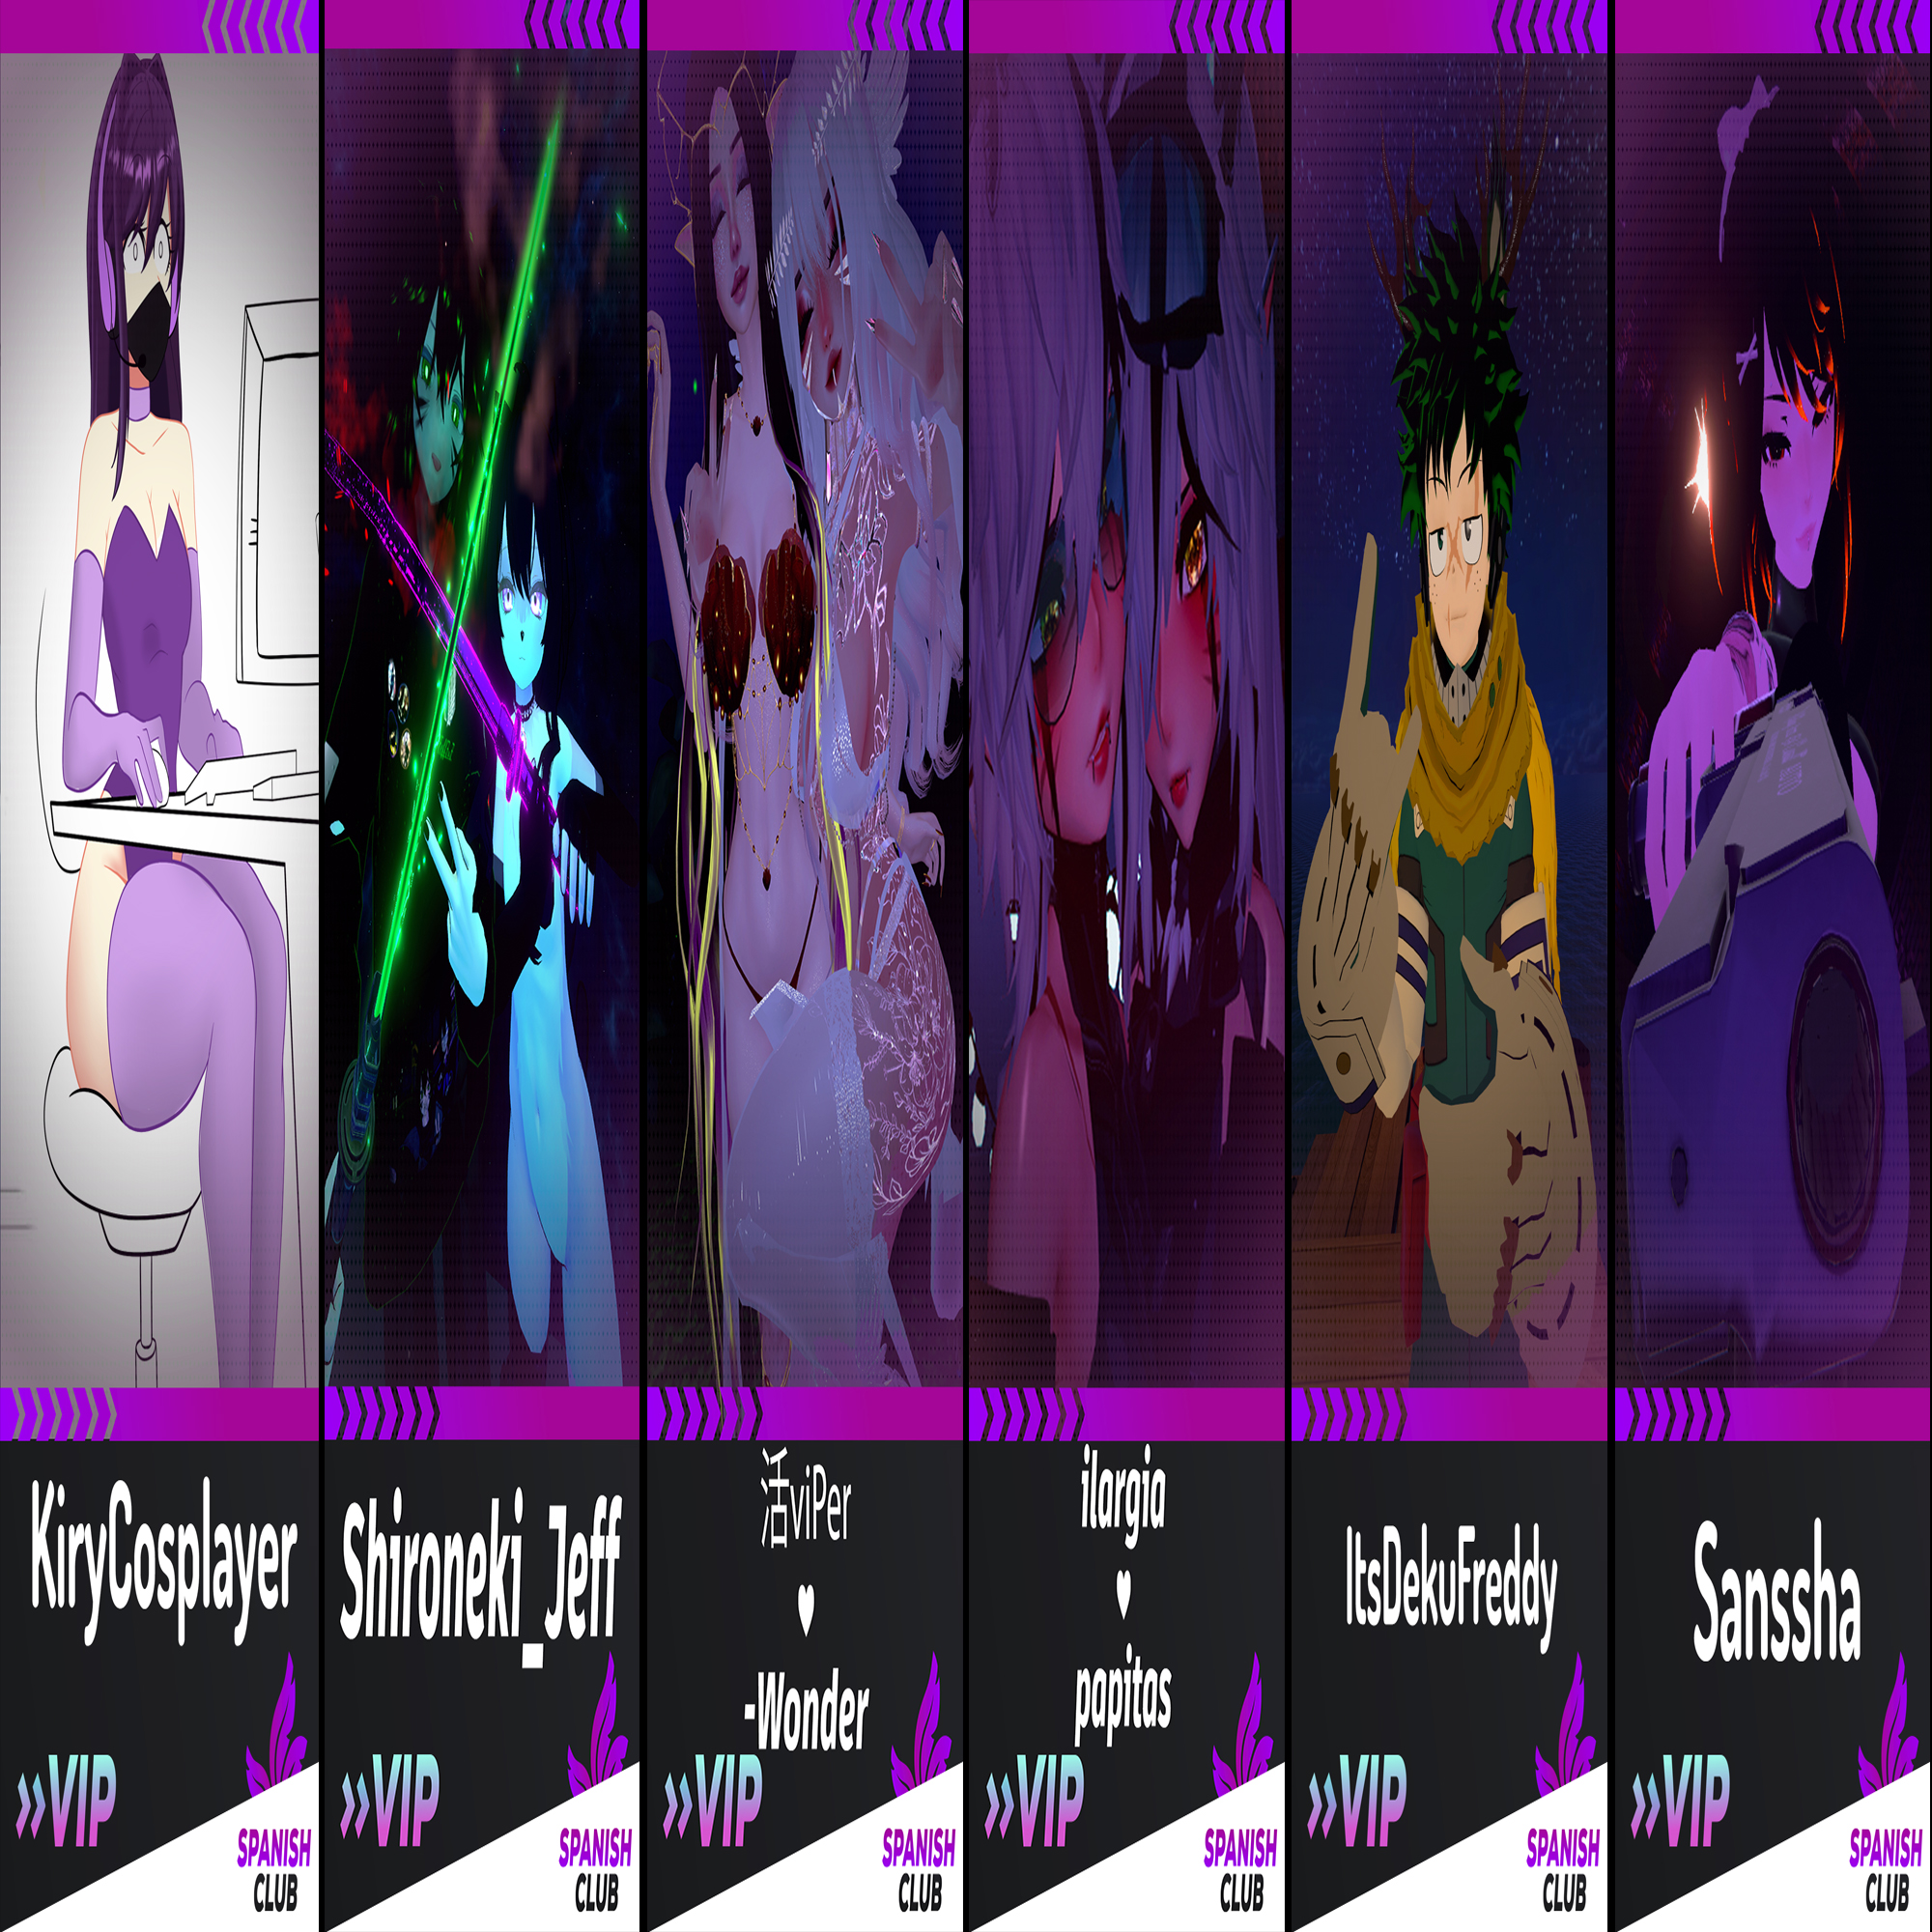 KiryCosplayer
»VIP
SPANISH
CLUB
Shironeki_Jeff
»VIP
SPANISH
CLUB
活viPer
♥
-Wonder
»VIP
SPANISH
CLUB
ilargia
♥
papitas
»VIP
SPANISH
CLUB
ItsDekuFreddy
»VIP
SPANISH
CLUB
Sanssha
»VIP
SPANISH
CLUB